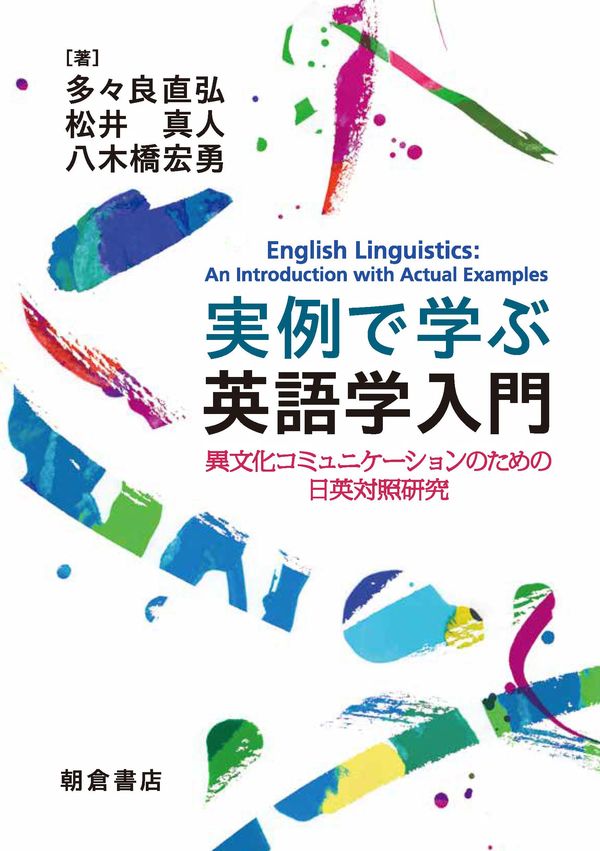 [著]
多々良直弘
松井 真人
八木橋宏勇
English Linguistics:
An Introduction with Actual Examples
実例で学ぶ
英語学入門
異文化コミュニケーションのための
日英対照研究
朝倉書店